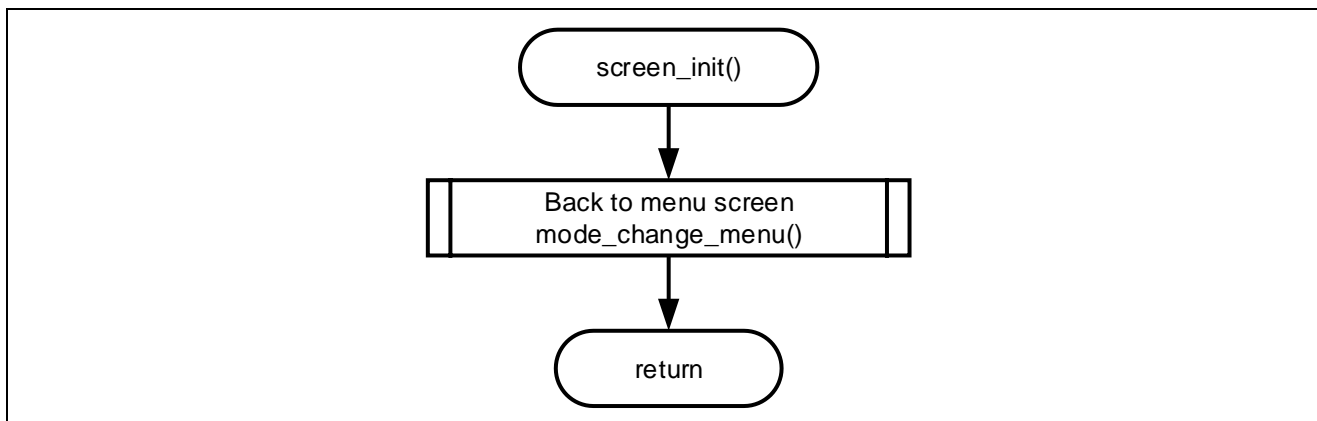 screen_init()
Back to menu screen
mode_change_menu()
return